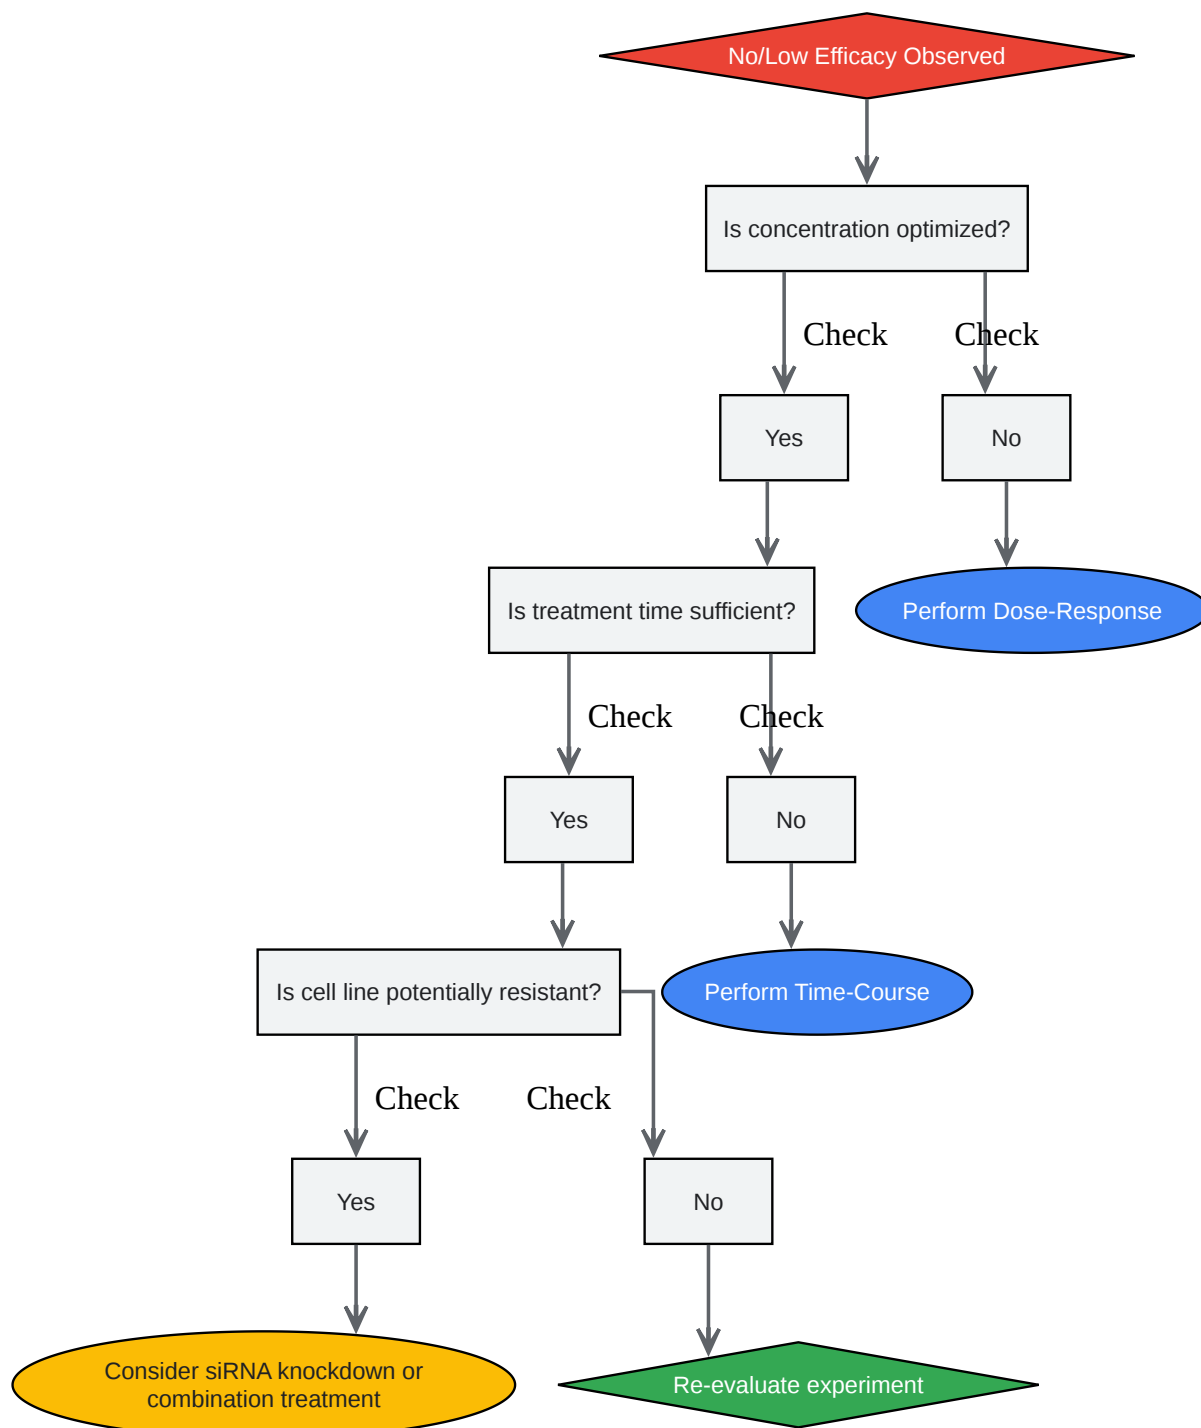 No/Low Efficacy Observed
Is concentration optimized?
Check
Check
Yes
No
Is treatment time sufficient?
Perform Dose-Response
Check
Check
Yes
No
Is cell line potentially resistant?
Perform Time-Course
Check
Check
Yes
No
Consider siRNA knockdown or
combination treatment
Re-evaluate experiment